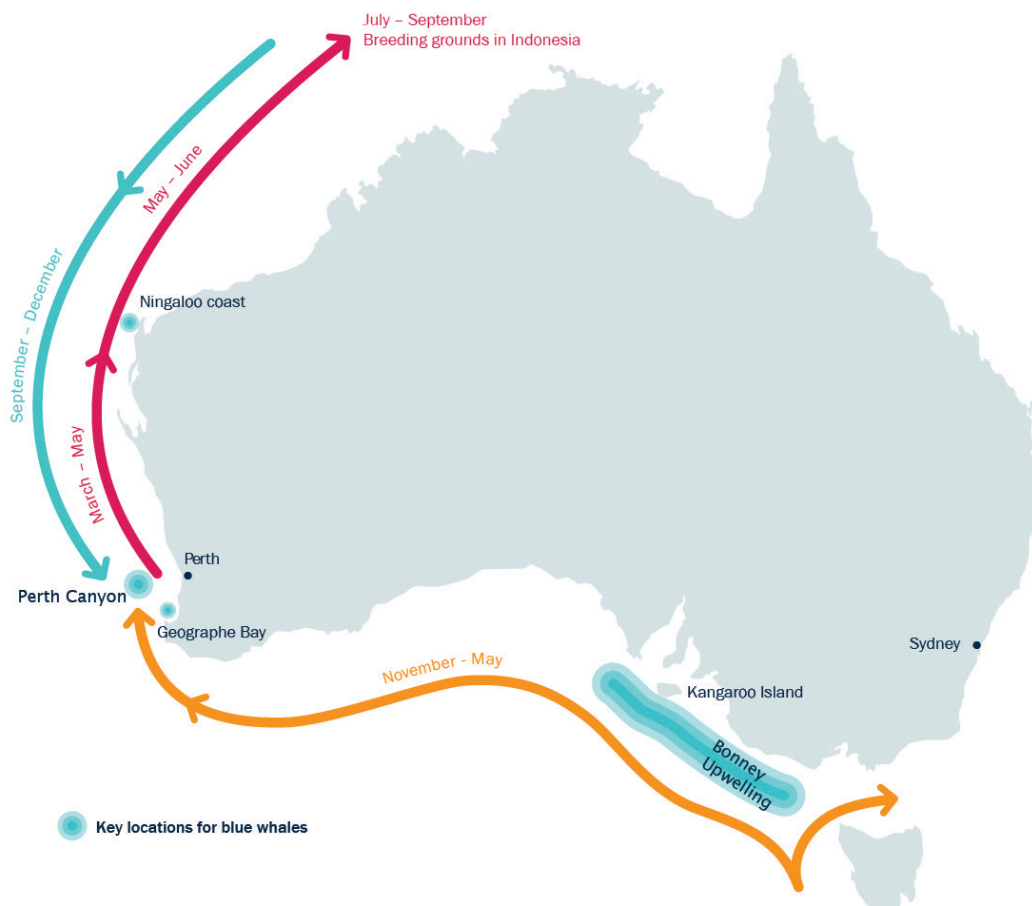 July – September
Breeding grounds in Indonesia
May – June
September – December
Ningaloo coast
March – May
Perth
Perth Canyon
Geographe Bay
Sydney
November - May
Kangaroo Island
Bonney
Upwelling
Key locations for blue whales